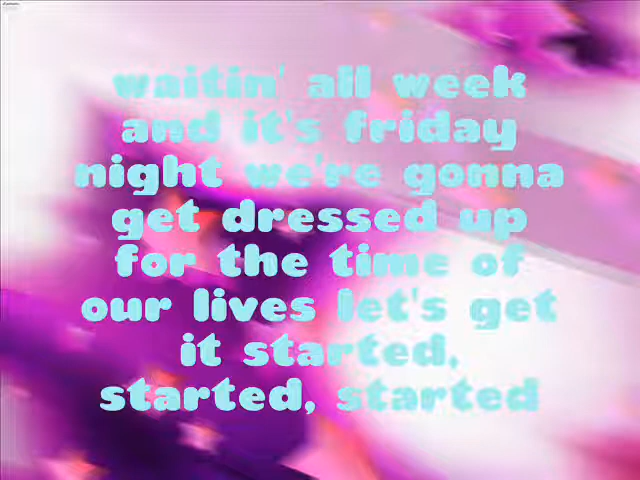 waitin' all week
and it's friday
night we're gonna
get dressed up
for the time of
our lives let's get
it started,
started, started